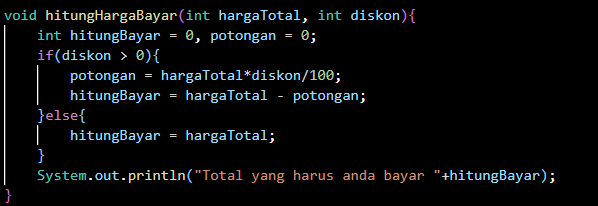 void hitungHargaBayar(int hargaTotal, int diskon){
    int hitungBayar = 0, potongan = 0;
    if(diskon > 0){
        potongan = hargaTotal*diskon/100;
        hitungBayar = hargaTotal - potongan;
    }else{
        hitungBayar = hargaTotal;
    }
    System.out.println("Total yang harus anda bayar "+hitungBayar);
}